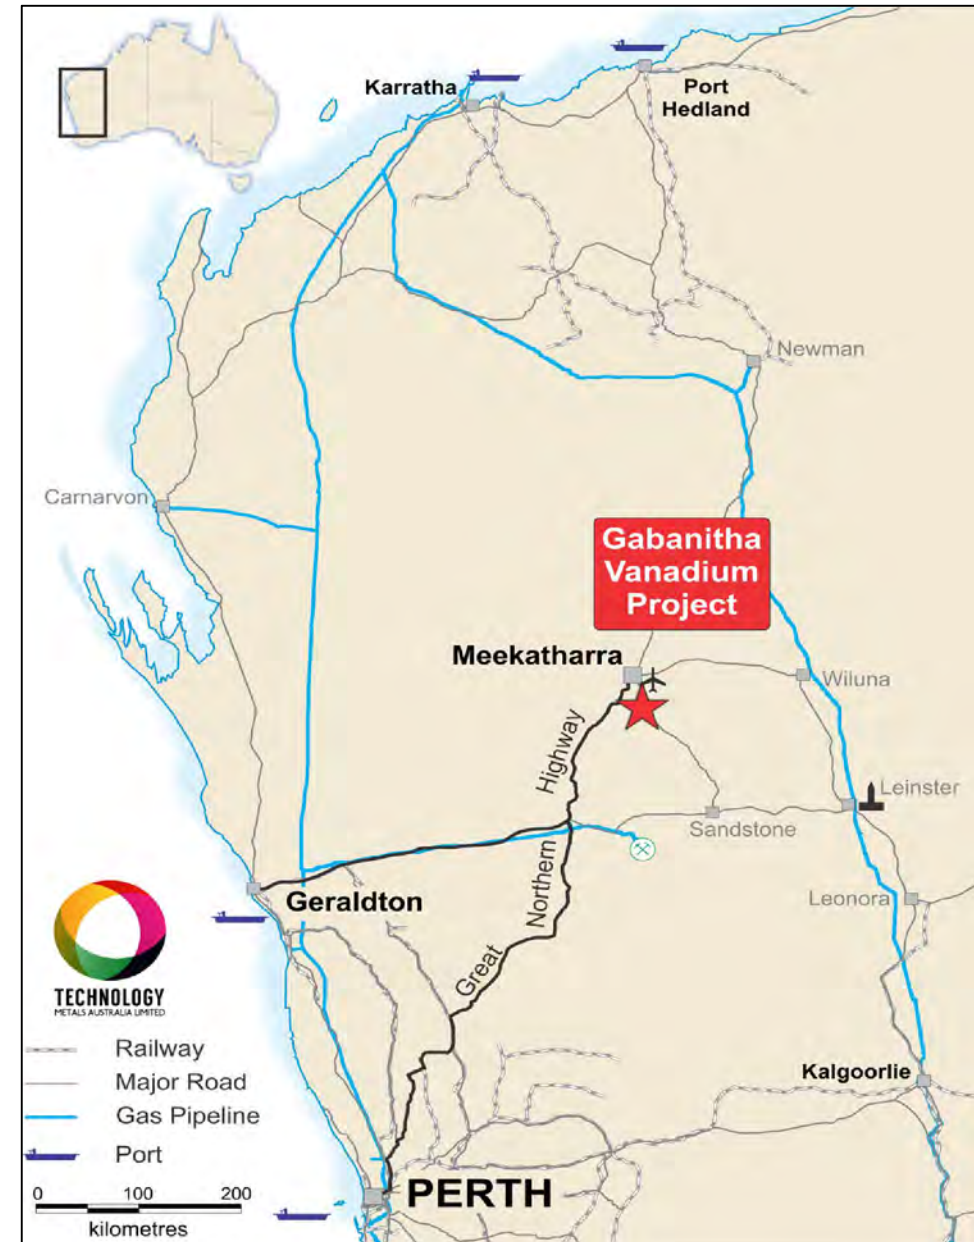 Karratha
Port
Hedland
Newman
Carnarvon
Gabanitha
Vanadium
Project
Meekatharra
Wiluna
Highway
Leinster
Sandstone
Northern
Geraldton
Leonora
Great
TECHNOLOGY
METALS AUSTRALIA LIMITED
Railway
Major Road
Gas Pipeline
Port
Kalgoorlie
PERTH
0 100 200
kilometres